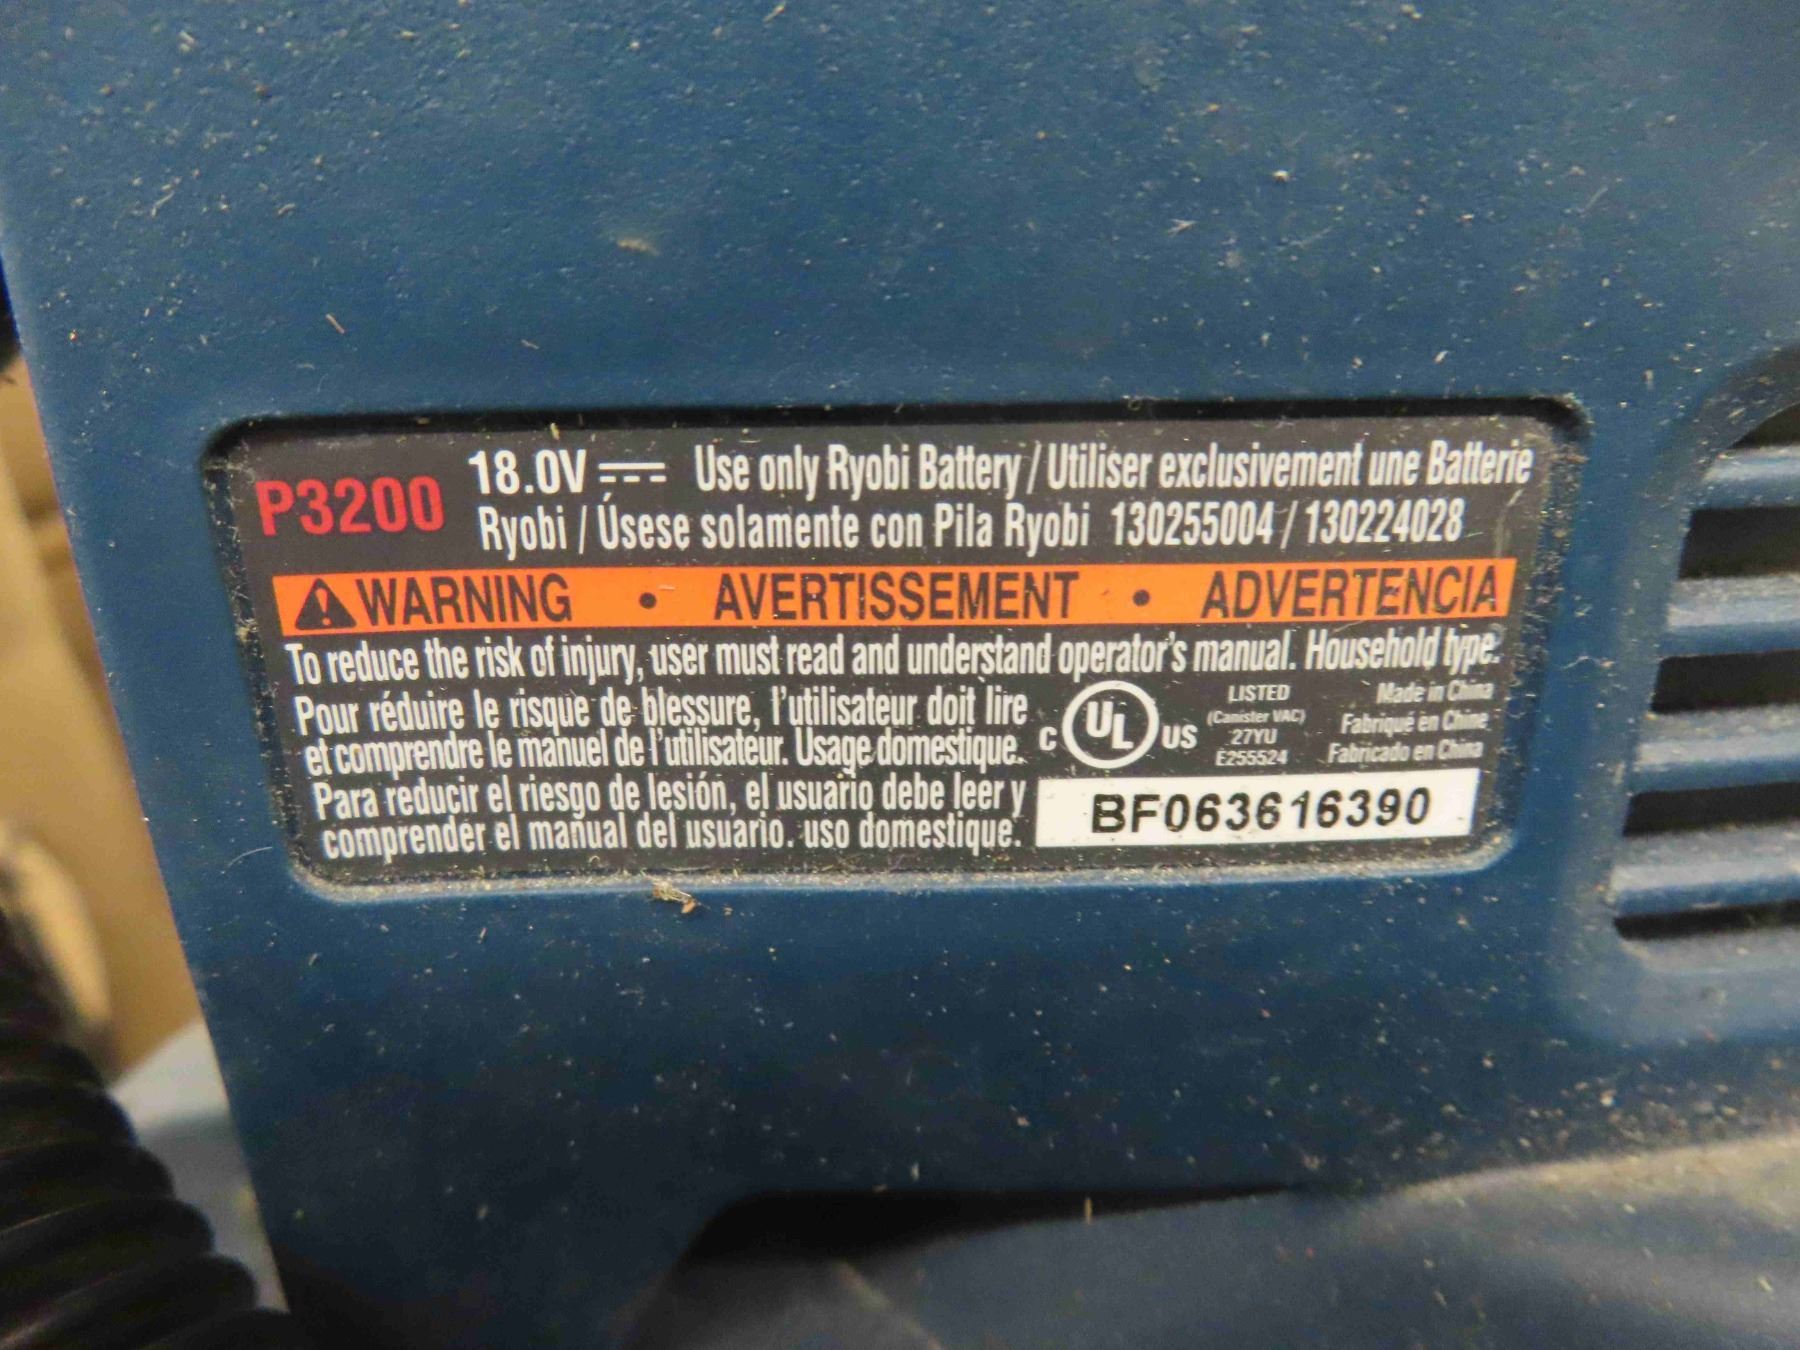 P3200 18.0V Use only Ryobi Battery / Utiliser exclusivement une Batterie
Ryobi / Úsese solamente con Pila Ryobi 130255004 / 130224028
WARNING • AVERTISSEMENT • ADVERTENCIA
To reduce the risk of injury, user must read and understand operator's manual. Household type.
Pour réduire le risque de blessure, l'utilisateur doit lire
et comprendre le manuel de l'utilisateur. Usage domestique.
Para reducir el riesgo de lesión, el usuario debe leer y
comprender el manual del usuario. uso domestique.
C UL US
LISTED
(Canister VAC)
27YU
E255524
Made in China
Fabriqué en Chine
Fabricado en China
BF063616390